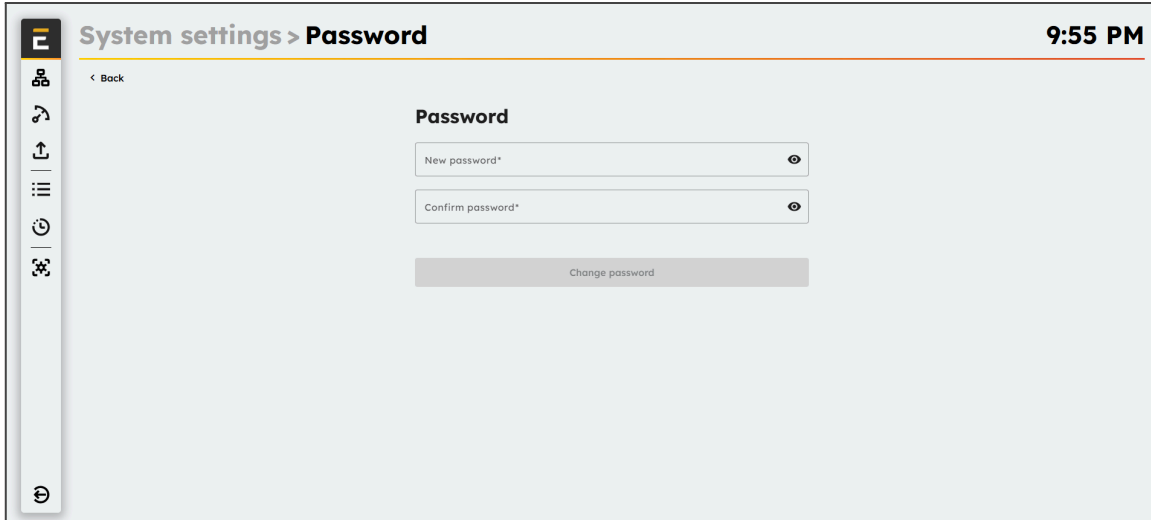 System settings > Password
9:55 PM
< Back
Password
New password*
Confirm password*
Change password